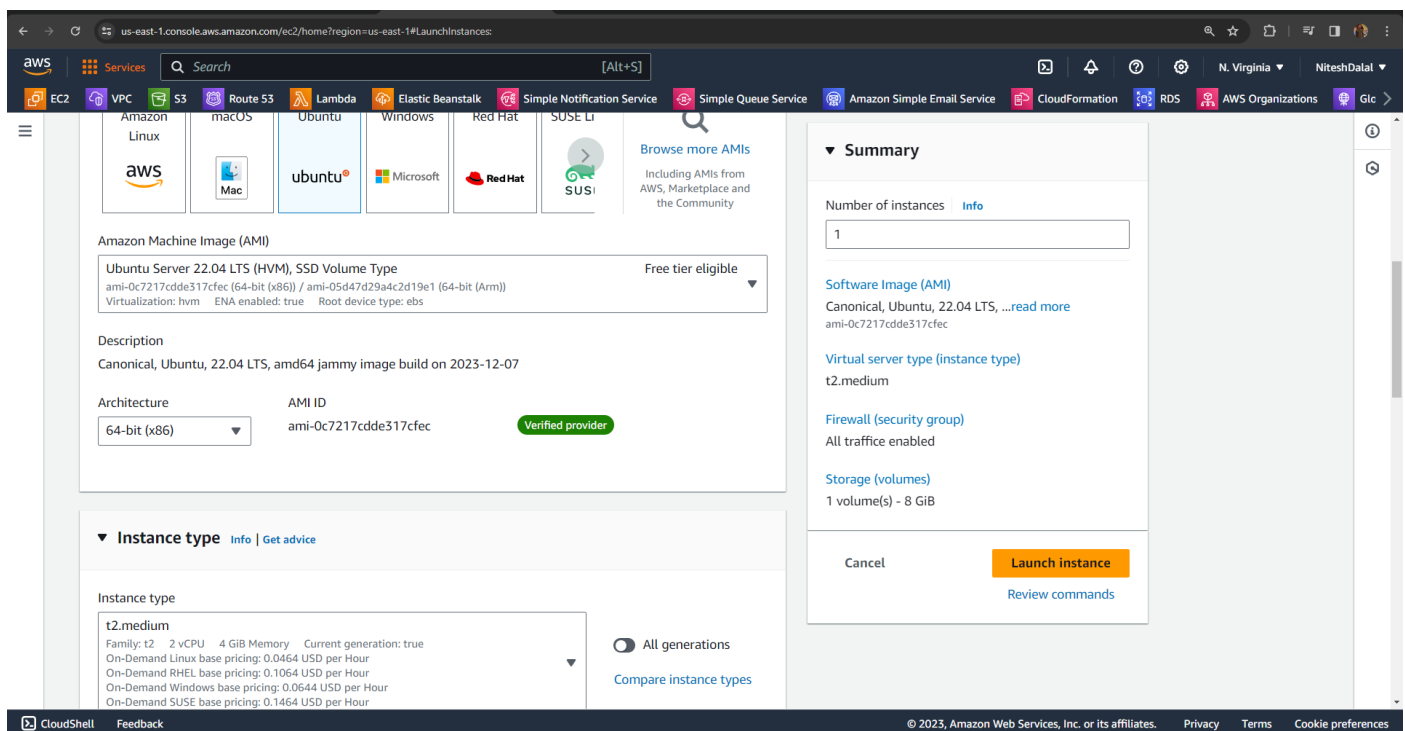 us-east-1.console.aws.amazon.com/ec2/home?region=us-east-1#LaunchInstances:
aws
Services
Search
[Alt+S]
N. Virginia ▼
NiteshDalal ▼
EC2
VPC
S3
Route 53
Lambda
Elastic Beanstalk
Simple Notification Service
Simple Queue Service
Amazon Simple Email Service
CloudFormation
RDS
AWS Organizations
Glc
Amazon
Linux
aws
macOS
Mac
Ubuntu
ubuntu
Windows
Microsoft
Red Hat
RedHat
SUSE Li
SUS
Browse more AMIs
Including AMIs from
AWS, Marketplace and
the Community
Amazon Machine Image (AMI)
Ubuntu Server 22.04 LTS (HVM), SSD Volume Type
Free tier eligible
ami-0c7217cdde317cfec (64-bit (x86)) / ami-05d47d29a4c2d19e1 (64-bit (Arm))
Virtualization: hvm ENA enabled: true Root device type: ebs
Description
Canonical, Ubuntu, 22.04 LTS, amd64 jammy image build on 2023-12-07
Architecture
AMI ID
64-bit (x86)
ami-0c7217cdde317cfec
Verified provider
Instance type
Info | Get advice
Instance type
t2.medium
Family: t2 2 vCPU 4 GiB Memory Current generation: true
On-Demand Linux base pricing: 0.0464 USD per Hour
On-Demand RHEL base pricing: 0.1064 USD per Hour
On-Demand Windows base pricing: 0.0644 USD per Hour
On-Demand SUSE base pricing: 0.1464 USD per Hour
All generations
Compare instance types
Summary
Number of instances
Info
1
Software Image (AMI)
Canonical, Ubuntu, 22.04 LTS, ...read more
ami-0c7217cdde317cfec
Virtual server type (instance type)
t2.medium
Firewall (security group)
All traffice enabled
Storage (volumes)
1 volume(s) - 8 GiB
Cancel
Launch instance
Review commands
CloudShell
Feedback
© 2023, Amazon Web Services, Inc. or its affiliates.
Privacy
Terms
Cookie preferences